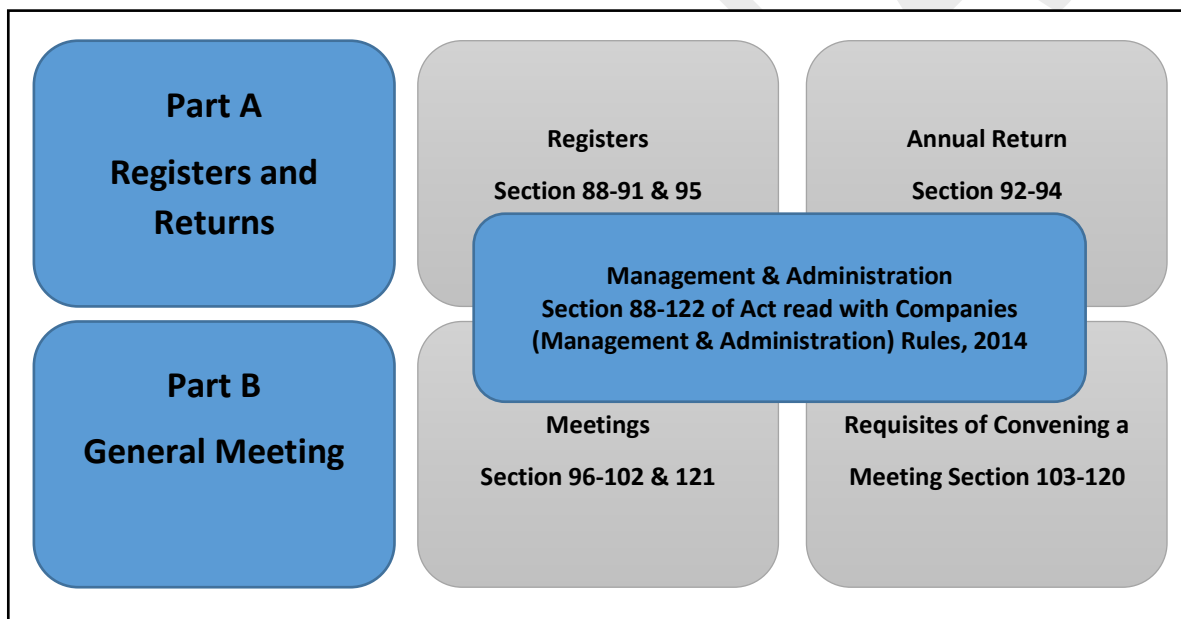 Part A
Registers and
Returns
Registers
Section 88-91 & 95
Annual Return
Section 92-94
Management & Administration
Section 88-122 of Act read with Companies
(Management & Administration) Rules, 2014
Part B
General Meeting
Meetings
Section 96-102 & 121
Requisites of Convening a
Meeting Section 103-120